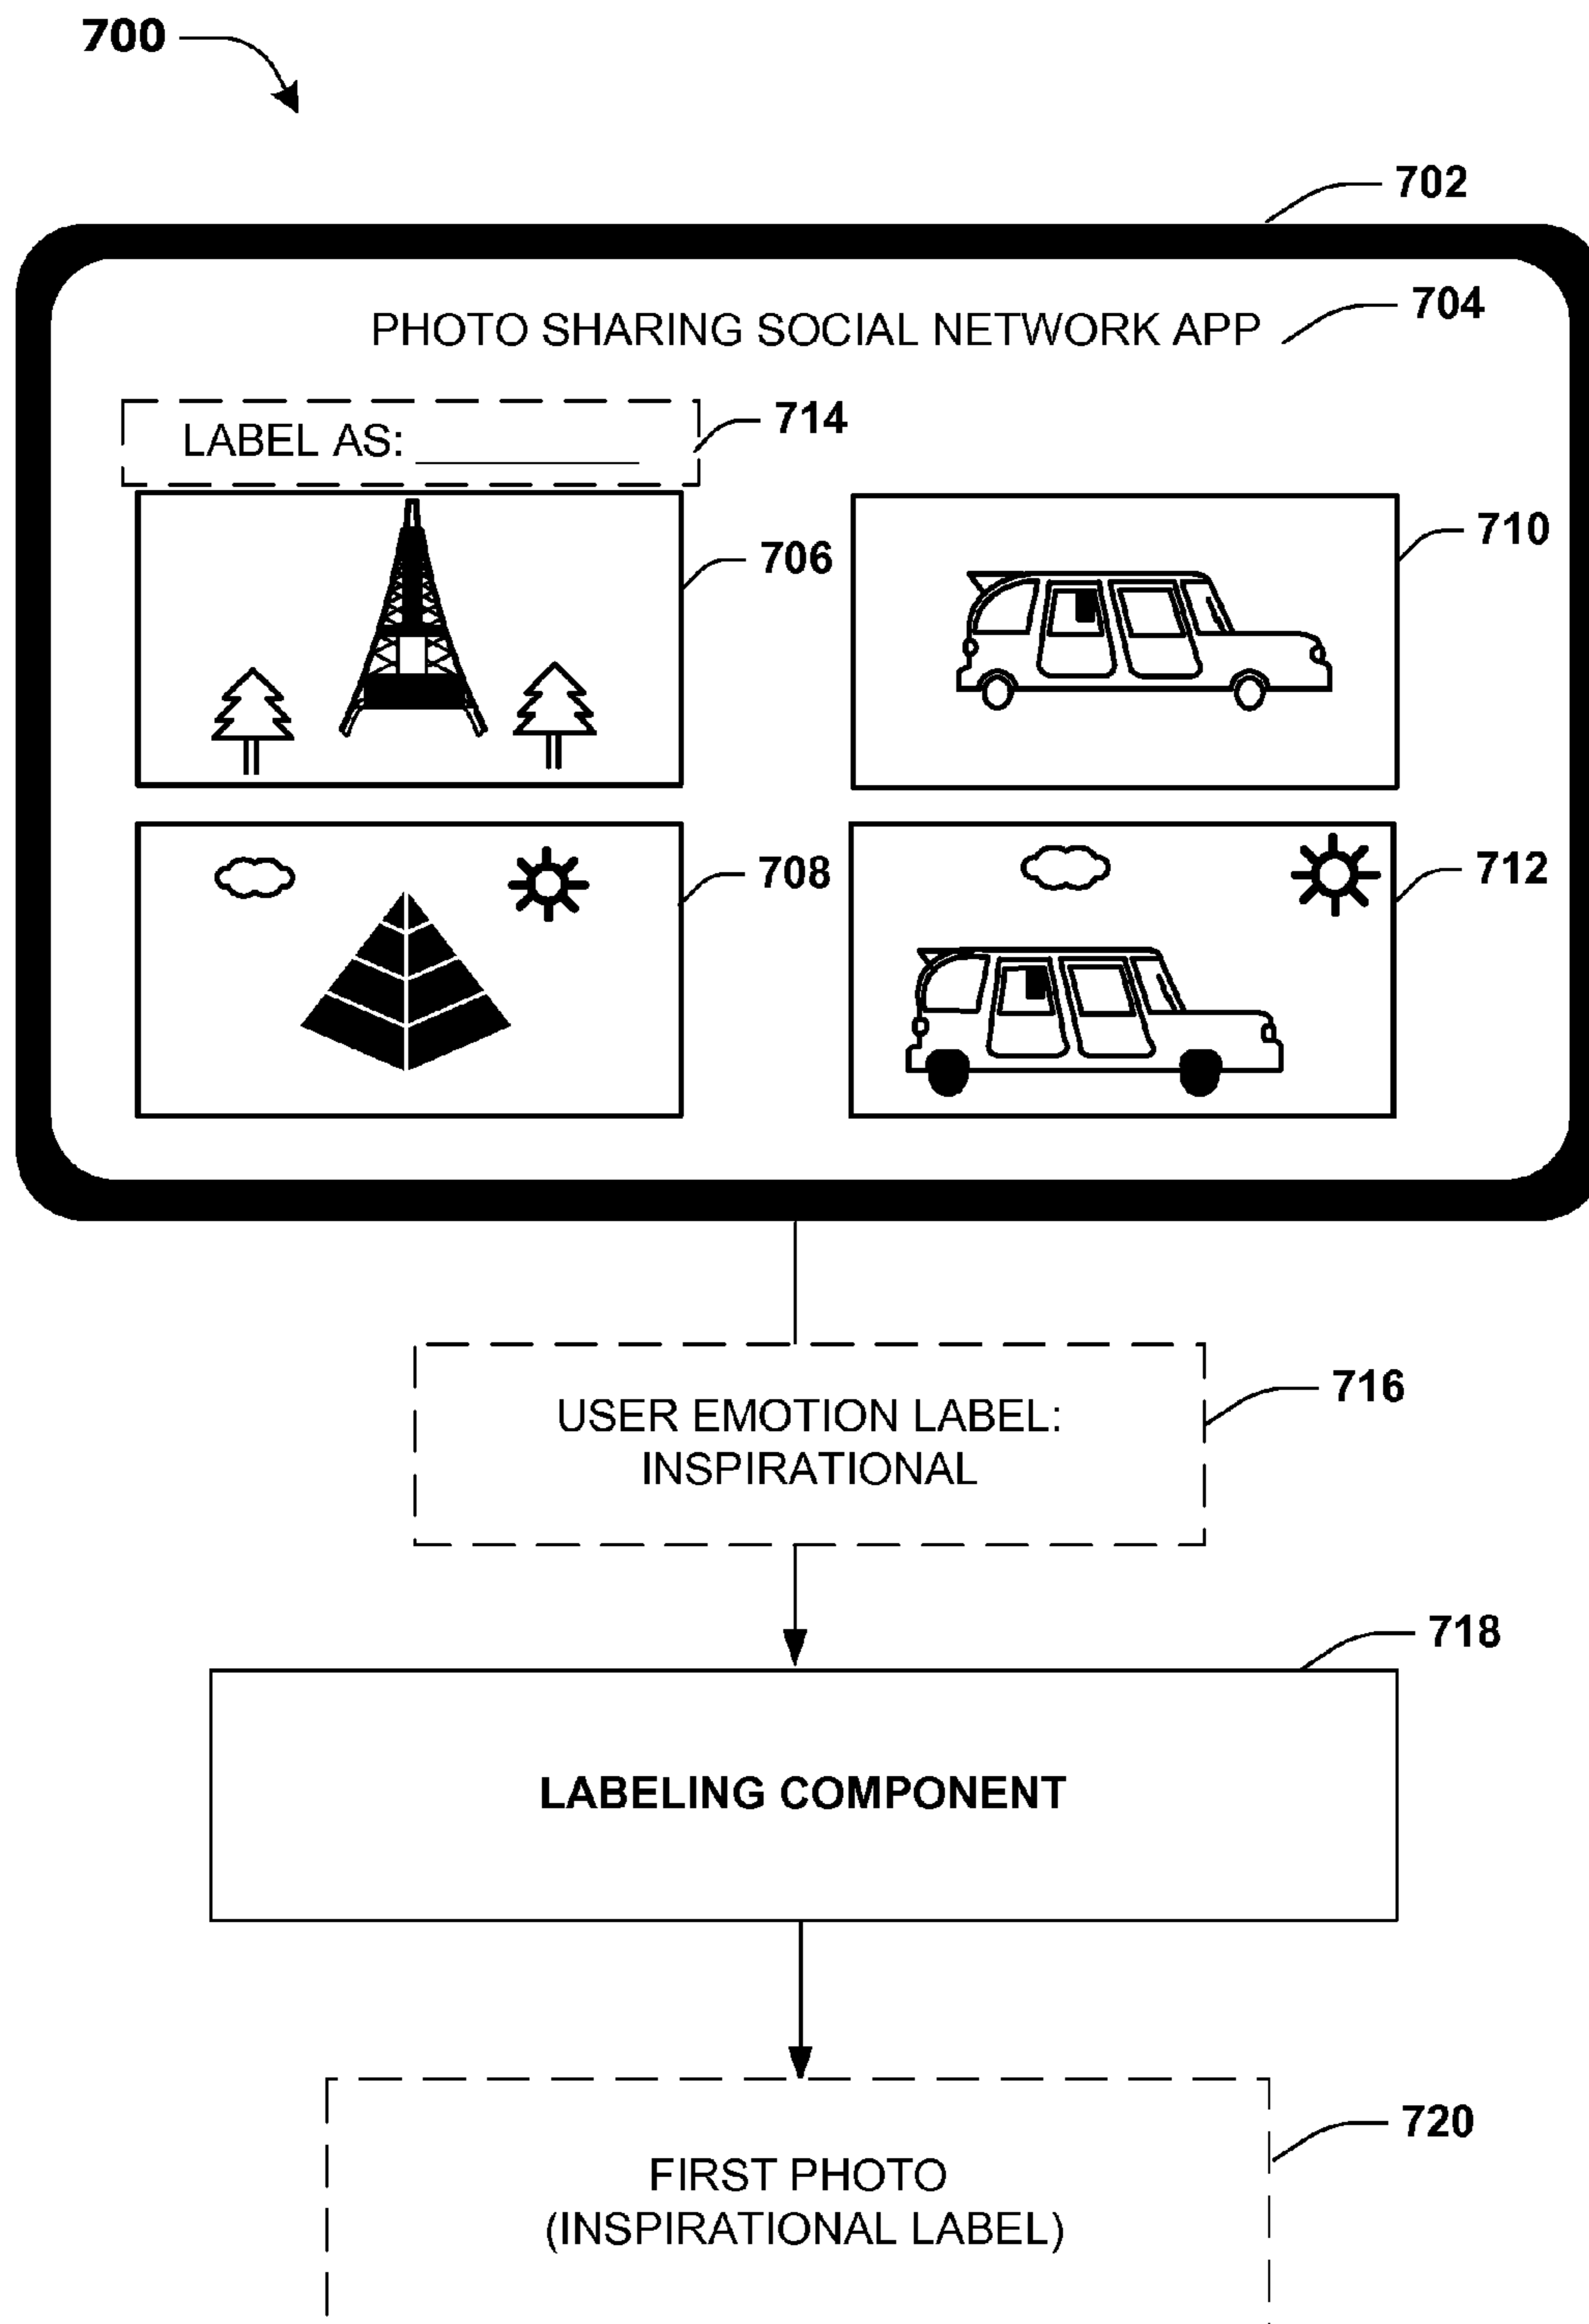 700
702
PHOTO SHARING SOCIAL NETWORK APP
704
LABEL AS: ___________
714
706
710
708
712
USER EMOTION LABEL:
INSPIRATIONAL
716
718
LABELING COMPONENT
720
FIRST PHOTO
(INSPIRATIONAL LABEL)